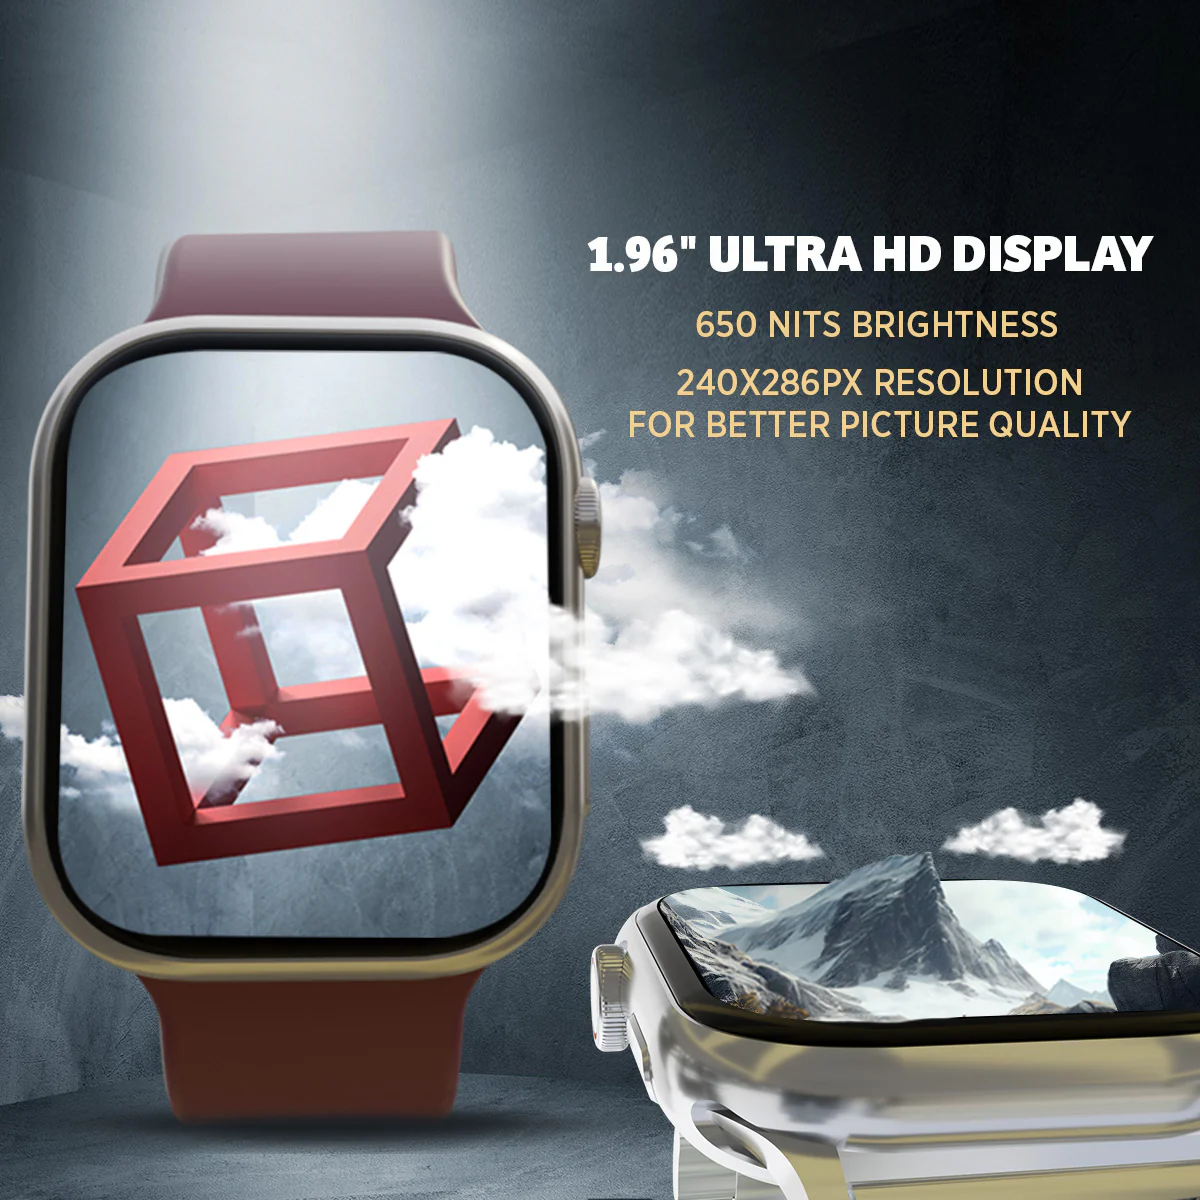 1.96" ULTRA HD DISPLAY
650 NITS BRIGHTNESS
240X286PX RESOLUTION
FOR BETTER PICTURE QUALITY